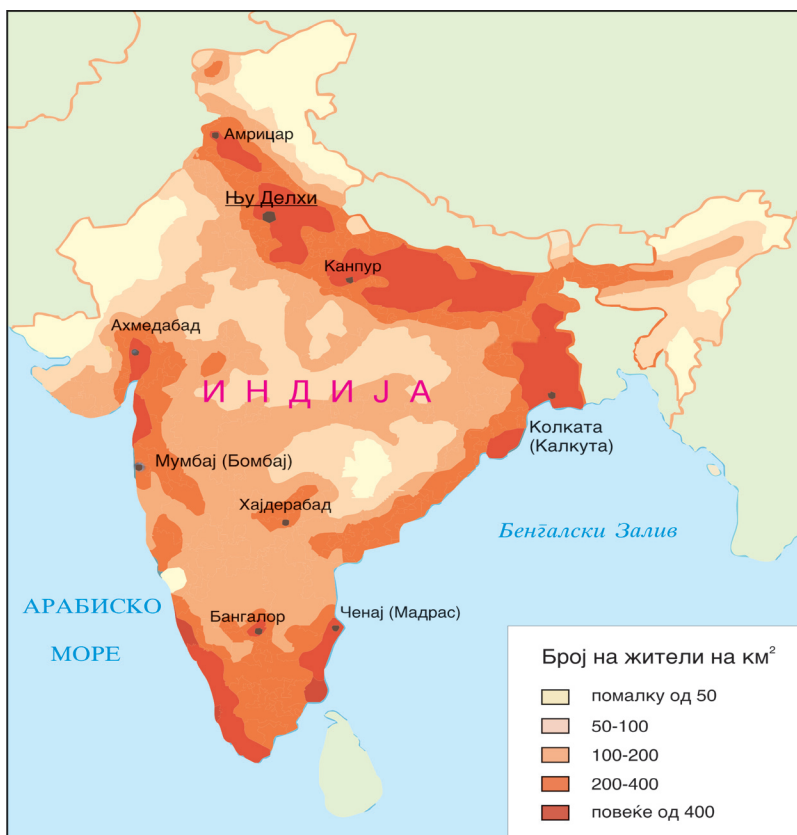 Амрицар
Њу Делхи
Канпур
Ахмедабад
ИНДИЈА
Колката
(Калкута)
Мумбај (Бомбај)
Хајдерабад
Бенгалски Залив
АРАБИСКО
МОРЕ
Бангалор
Ченај (Мадрас)
Број на жители на км²
помалку од 50
50-100
100-200
200-400
повеќе од 400